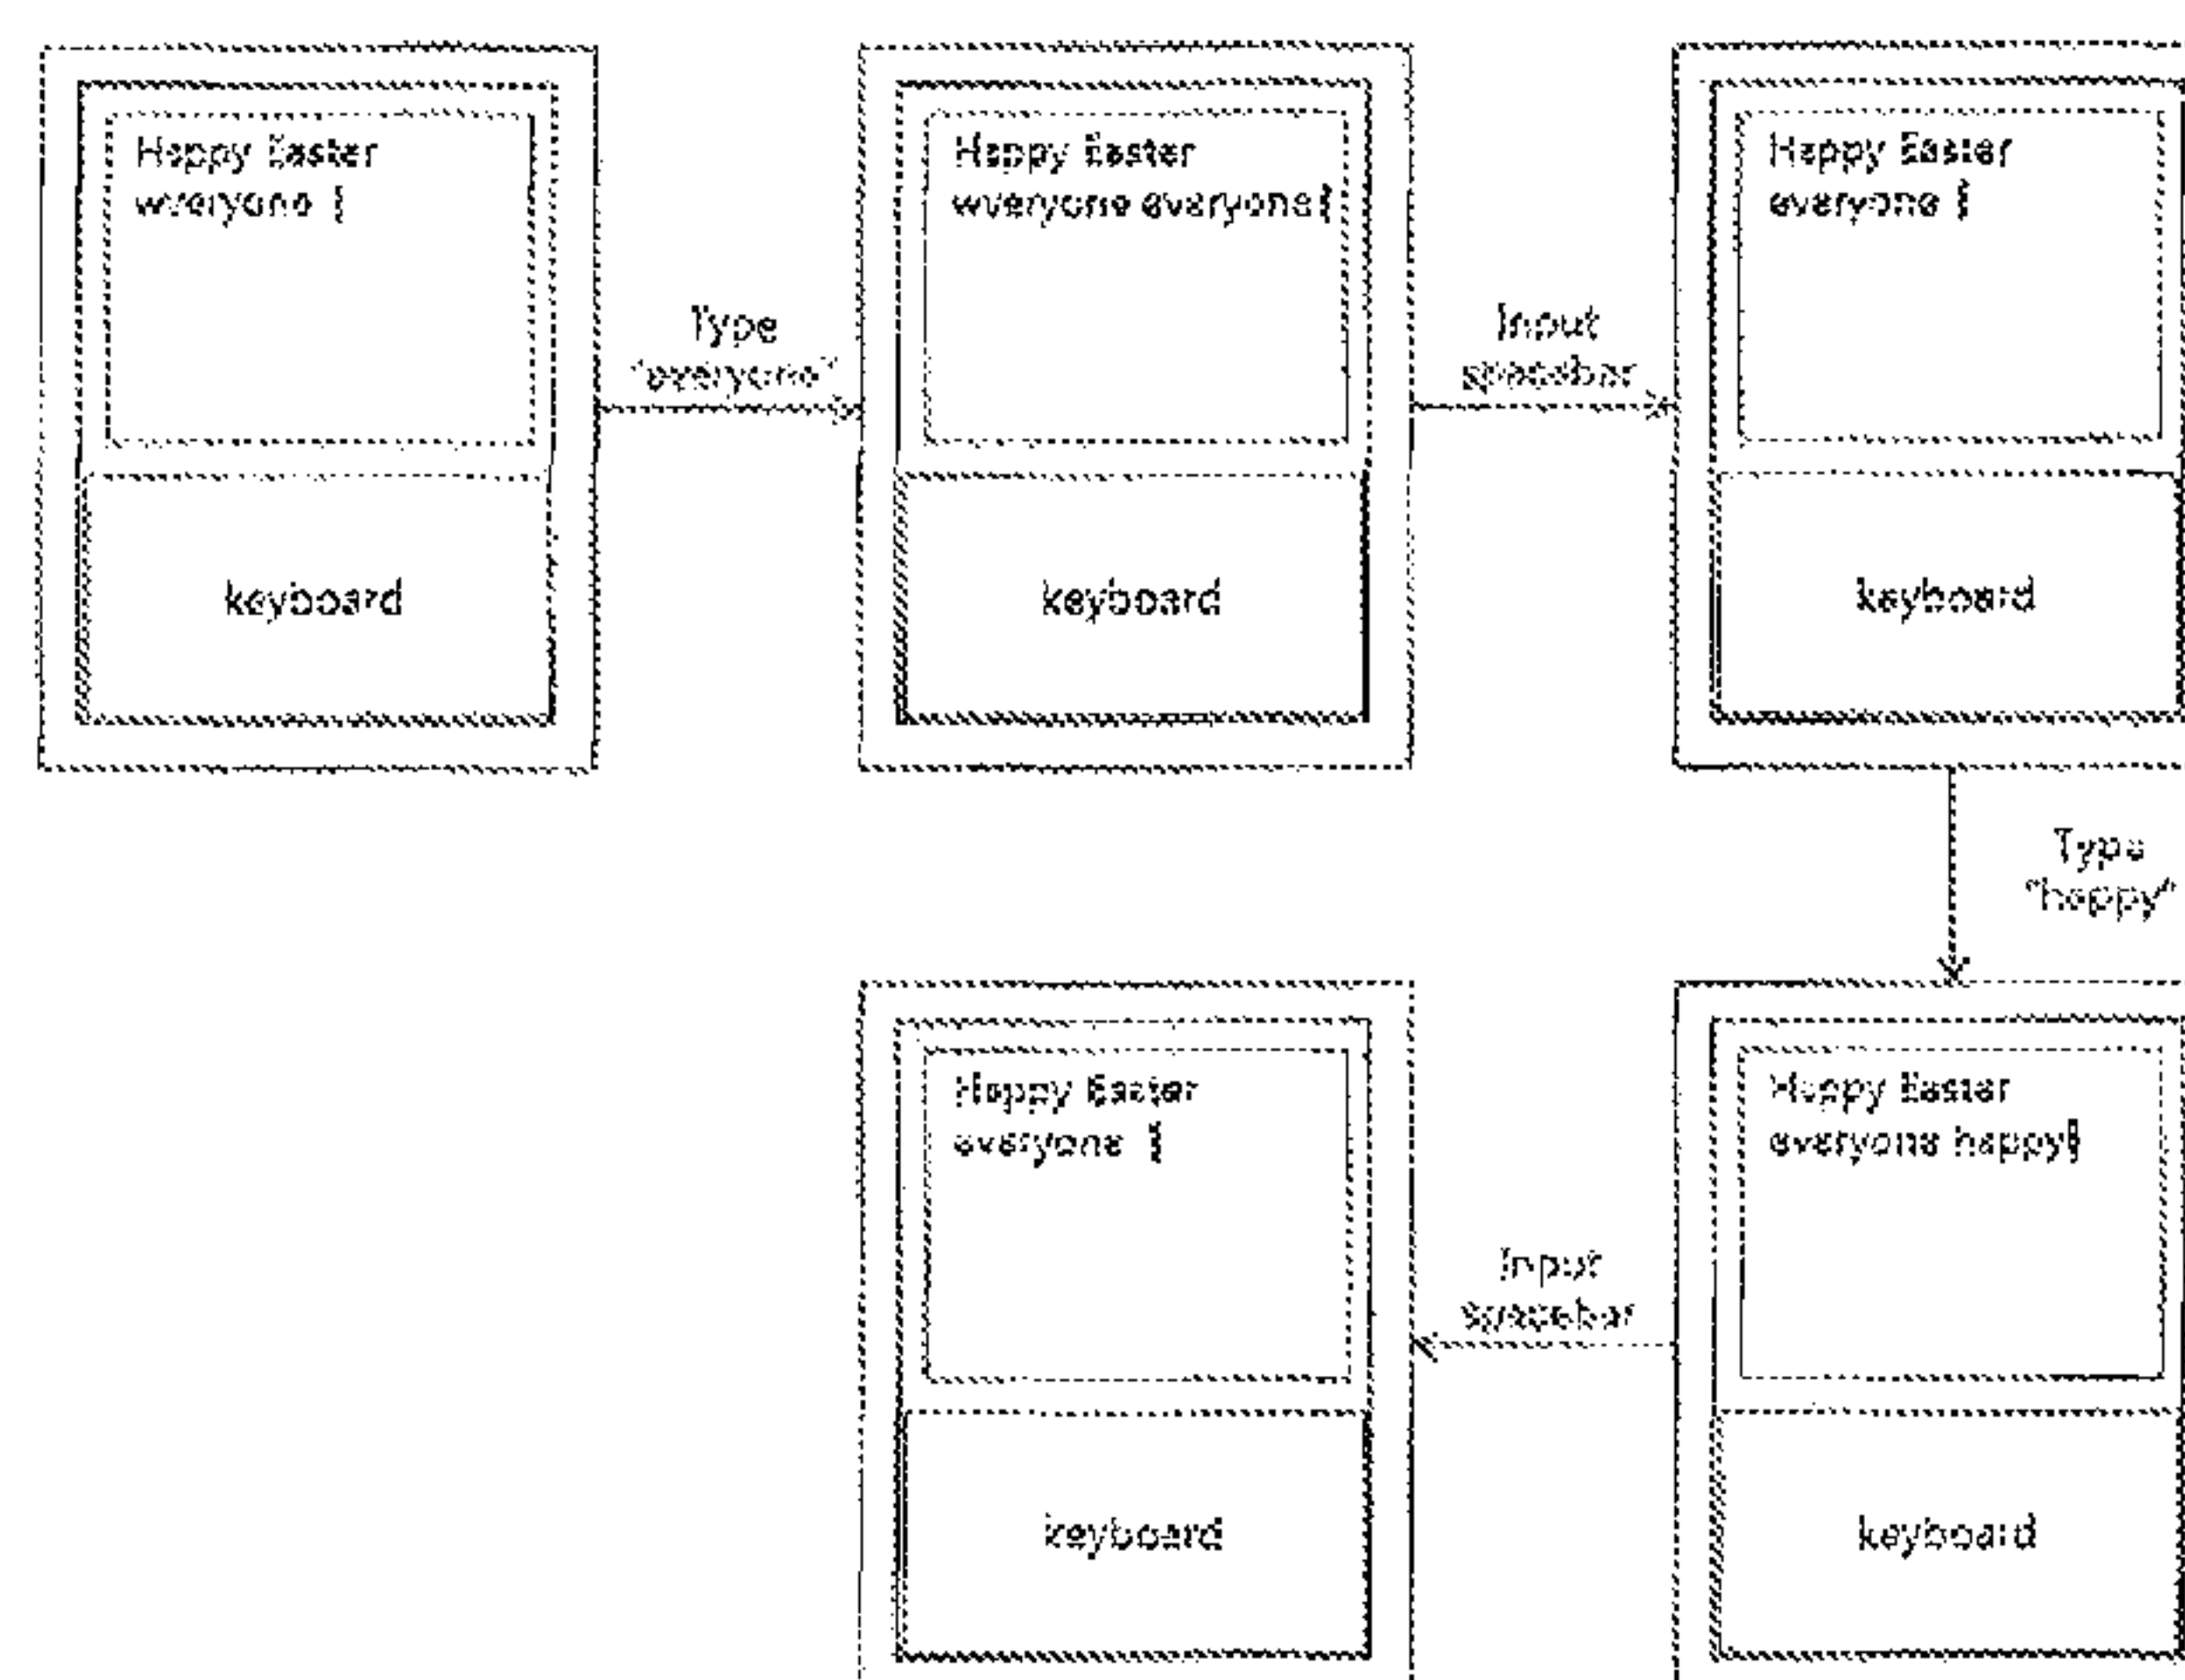 Happy Easter
wveryone
keyboard
Type
"everyone"
Happy Easter
wveryone everyone
keyboard
Input
spacebar
Happy Easter
everyone
keyboard
Type
"happy"
Happy Easter
everyone happy
keyboard
Input
spacebar
Happy Easter
everyone
keyboard